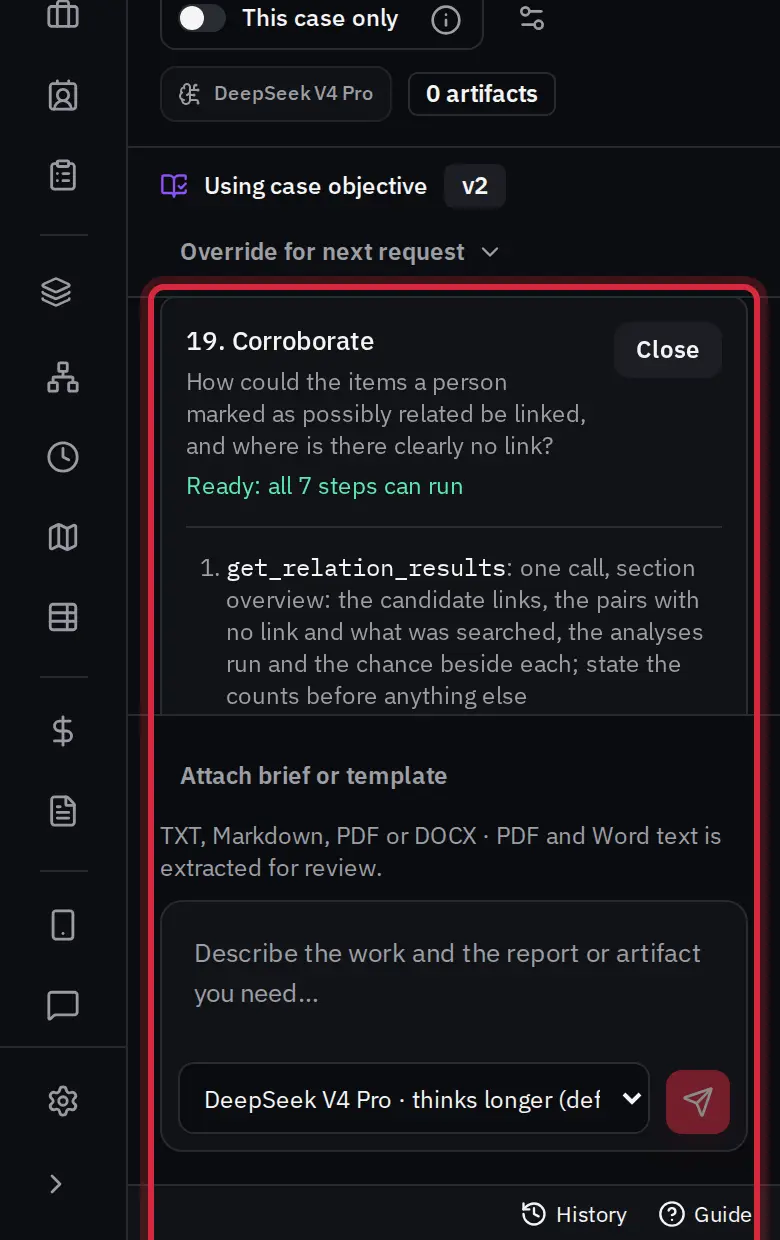 This case only
DeepSeek V4 Pro
0 artifacts
Using case objective
v2
Override for next request
19. Corroborate
Close
How could the items a person
marked as possibly related be linked,
and where is there clearly no link?
Ready: all 7 steps can run
1. get_relation_results: one call, section
overview: the candidate links, the pairs with
no link and what was searched, the analyses
run and the chance beside each; state the
counts before anything else
Attach brief or template
TXT, Markdown, PDF or DOCX · PDF and Word text is
extracted for review.
Describe the work and the report or artifact
you need...
DeepSeek V4 Pro · thinks longer (def
History
Guide